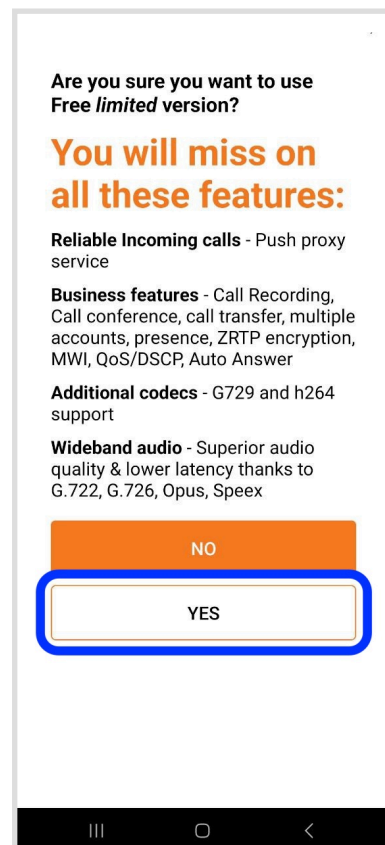 Are you sure you want to use
Free limited version?
You will miss on
all these features:
Reliable Incoming calls - Push proxy
service
Business features - Call Recording,
Call conference, call transfer, multiple
accounts, presence, ZRTP encryption,
MWI, QoS/DSCP, Auto Answer
Additional codecs - G729 and h264
support
Wideband audio - Superior audio
quality & lower latency thanks to
G.722, G.726, Opus, Speex
NO
YES